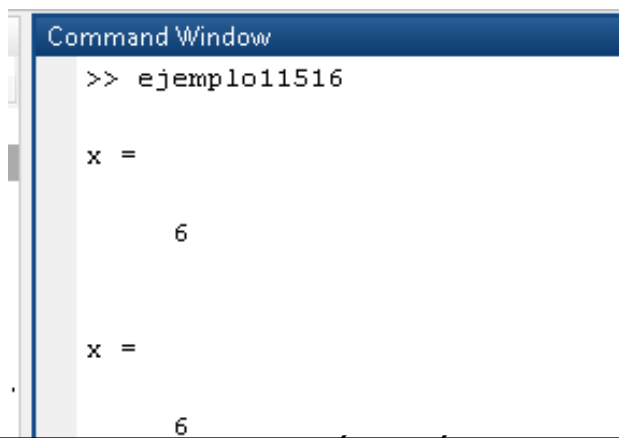 Command Window
>> ejemplo11516
x =
6
x =
6